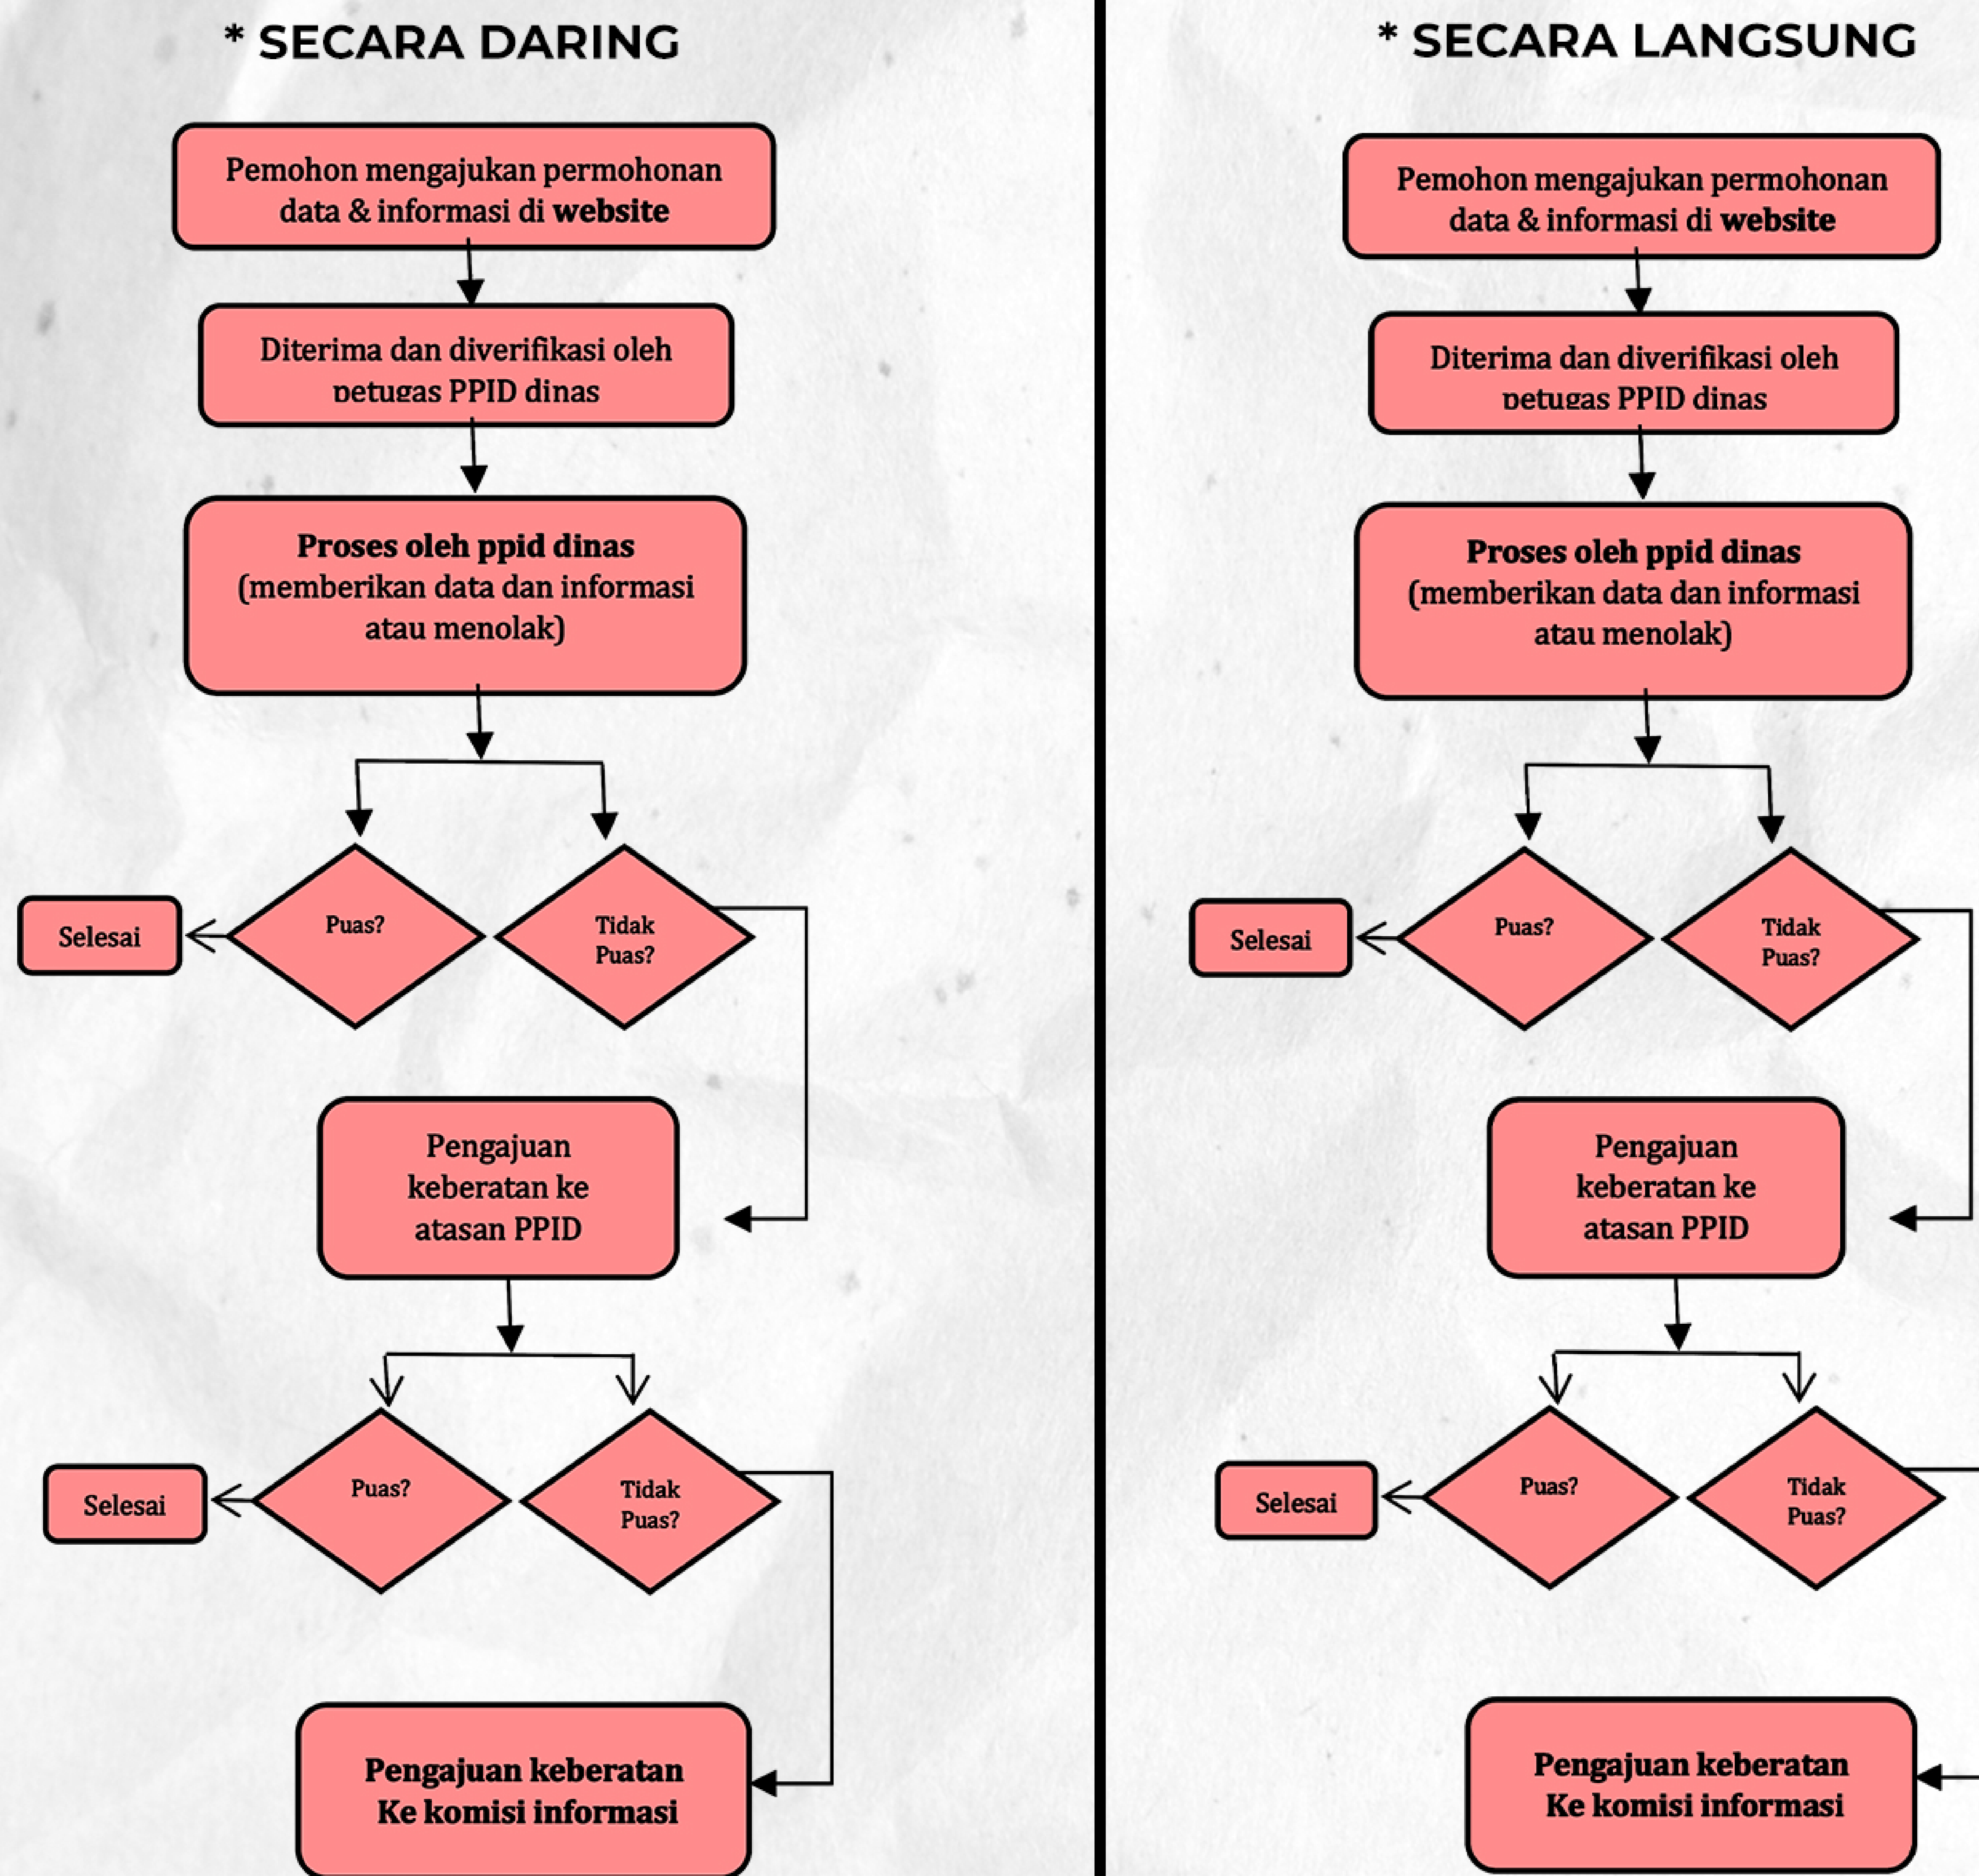 * SECARA DARING
Pemohon mengajukan permohonan
data & informasi di website
Diterima dan diverifikasi oleh
petugas PPID dinas
Proses oleh ppid dinas
(memberikan data dan informasi
atau menolak)
Puas?
Tidak
Puas?
Selesai
Pengajuan
keberatan ke
atasan PPID
Puas?
Tidak
Puas?
Selesai
Pengajuan keberatan
Ke komisi informasi
* SECARA LANGSUNG
Pemohon mengajukan permohonan
data & informasi di website
Diterima dan diverifikasi oleh
petugas PPID dinas
Proses oleh ppid dinas
(memberikan data dan informasi
atau menolak)
Puas?
Tidak
Puas?
Selesai
Pengajuan
keberatan ke
atasan PPID
Puas?
Tidak
Puas?
Selesai
Pengajuan keberatan
Ke komisi informasi